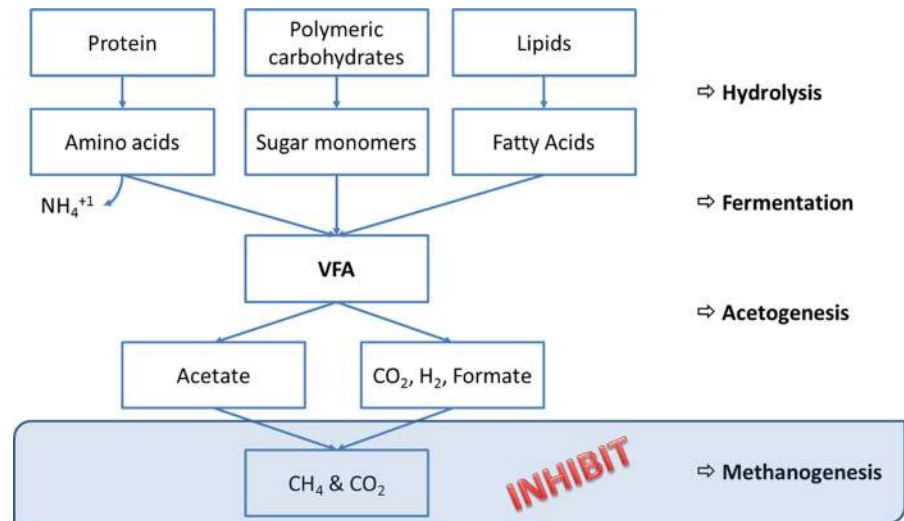 Protein
Polymeric
carbohydrates
Lipids
⇨ Hydrolysis
Amino acids
Sugar monomers
Fatty Acids
NH₄⁺¹
⇨ Fermentation
VFA
⇨ Acetogenesis
Acetate
CO₂, H₂, Formate
CH₄ & CO₂
INHIBIT
⇨ Methanogenesis